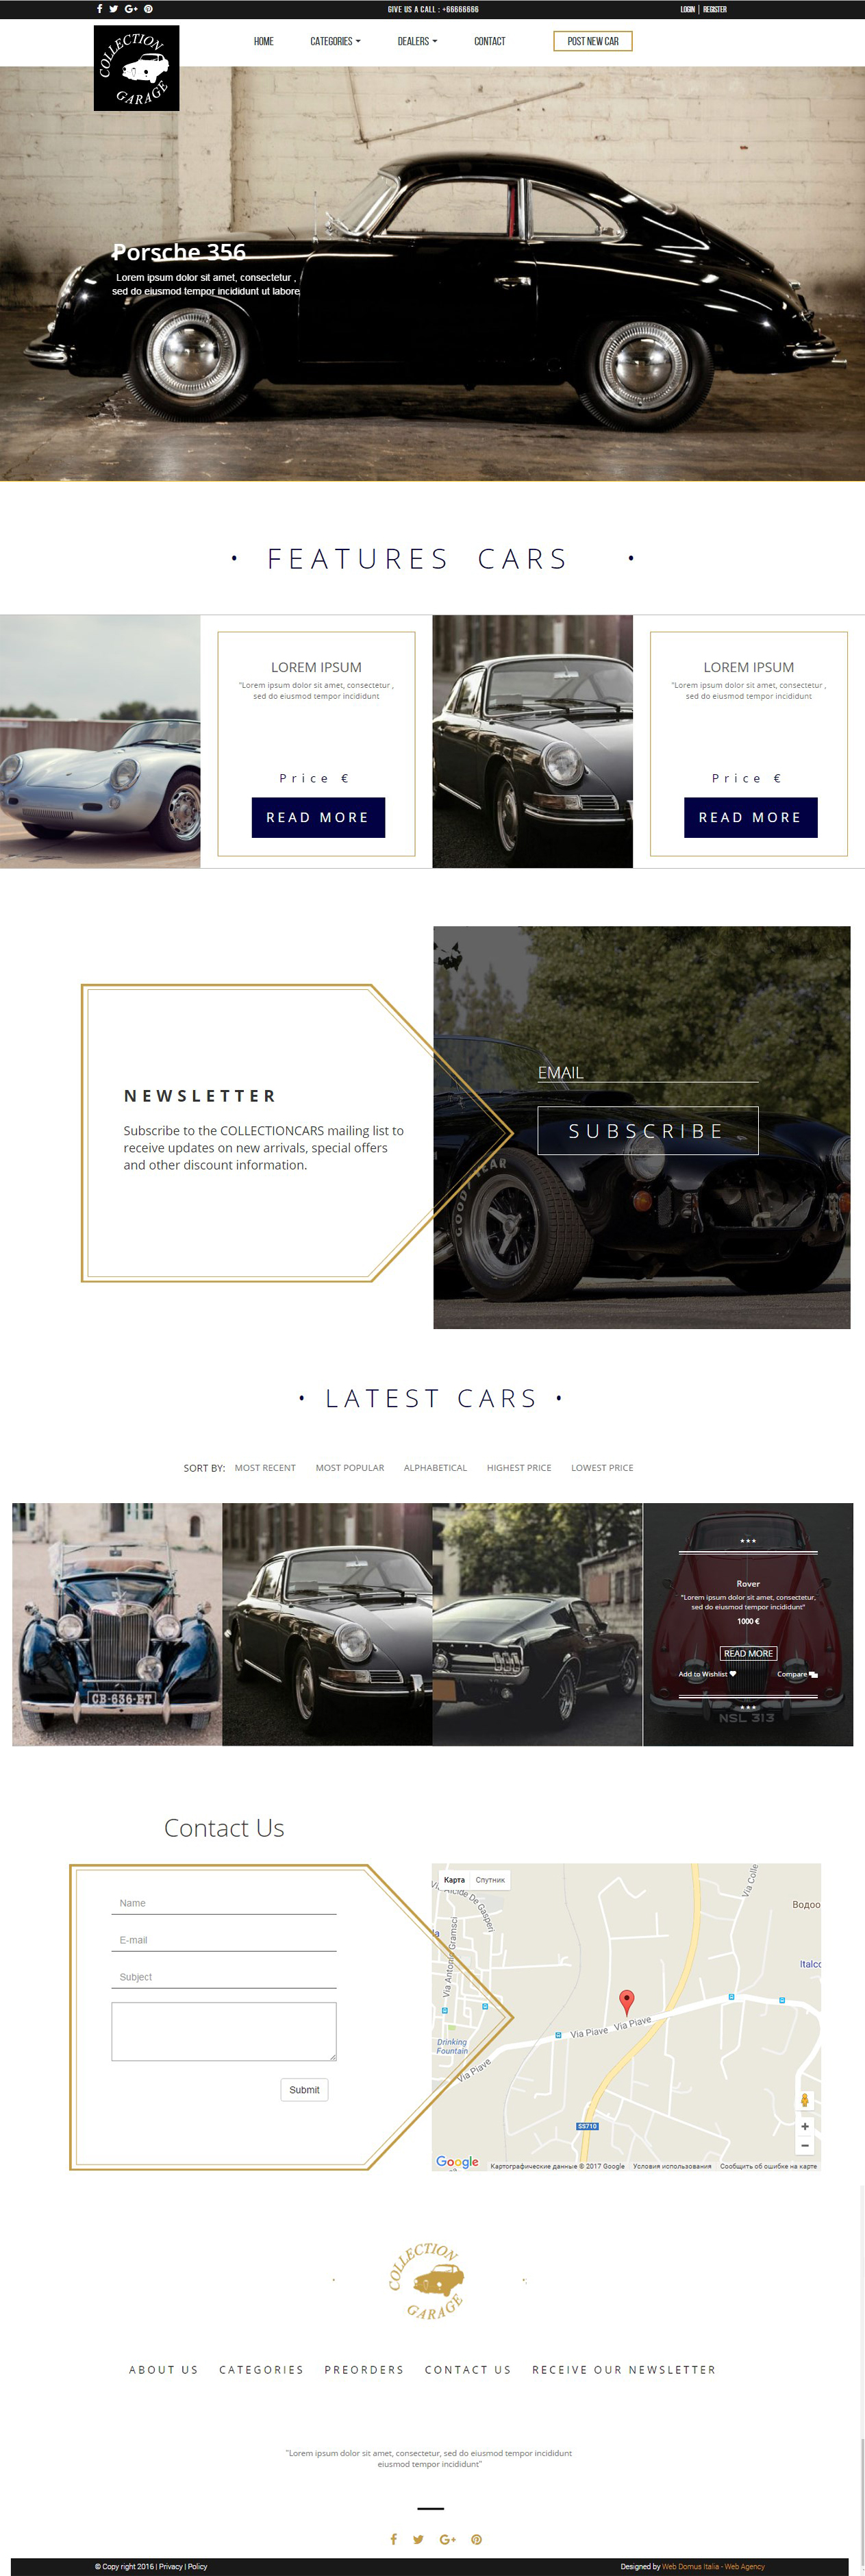 GIVE US A CALL : +66666666
LOGIN | REGISTER
COLLECTION
GARAGE
HOME
CATEGORIES
DEALERS
CONTACT
POST NEW CAR
Porsche 356
Lorem ipsum dolor sit amet, consectetur ,
sed do eiusmod tempor incididunt ut labore
• FEATURES CARS •
LOREM IPSUM
"Lorem ipsum dolor sit amet, consectetur ,
sed do eiusmod tempor incididunt
Price €
READ MORE
LOREM IPSUM
"Lorem ipsum dolor sit amet, consectetur ,
sed do eiusmod tempor incididunt
Price €
READ MORE
NEWSLETTER
Subscribe to the COLLECTIONCARS mailing list to
receive updates on new arrivals, special offers
and other discount information.
EMAIL
SUBSCRIBE
GOOD YEAR
• LATEST CARS •
SORT BY: MOST RECENT MOST POPULAR ALPHABETICAL HIGHEST PRICE LOWEST PRICE
CB-636-ET
Rover
"Lorem ipsum dolor sit amet, consectetur,
sed do eiusmod tempor incididunt"
1000 €
READ MORE
Add to Wishlist
Compare
NSL 313
Contact Us
Name
E-mail
Subject
Submit
Карта
Спутник
Via Alcide De Gasperi
Via Antonio Gramsci
Via Colle
Водоо
Italco
Drinking
Fountain
Via Piave
Via Piave
Via Piave
SS710
Google
Картографические данные © 2017 Google
Условия использования
Сообщить об ошибке на карте
COLLECTION
GARAGE
ABOUT US
CATEGORIES
PREORDERS
CONTACT US
RECEIVE OUR NEWSLETTER
"Lorem ipsum dolor sit amet, consectetur, sed do eiusmod tempor incididunt
eiusmod tempor incididunt"
© Copy right 2016 | Privacy | Policy
Designed by Web Domus Italia - Web Agency